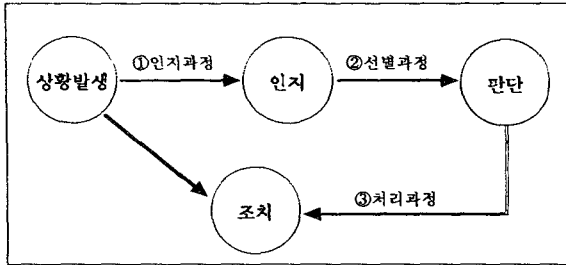 ①인지과정
②선별과정
상황발생
인지
판단
③처리과정
조치